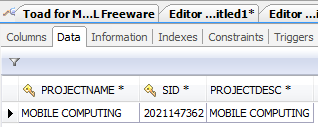 Toad for M...L Freeware Editor ...itled1* Editor ...i
Columns Data Information Indexes Constraints Triggers
PROJECTNAME * SID * PROJECTDESC *
MOBILE COMPUTING 2021147362 MOBILE COMPUTING